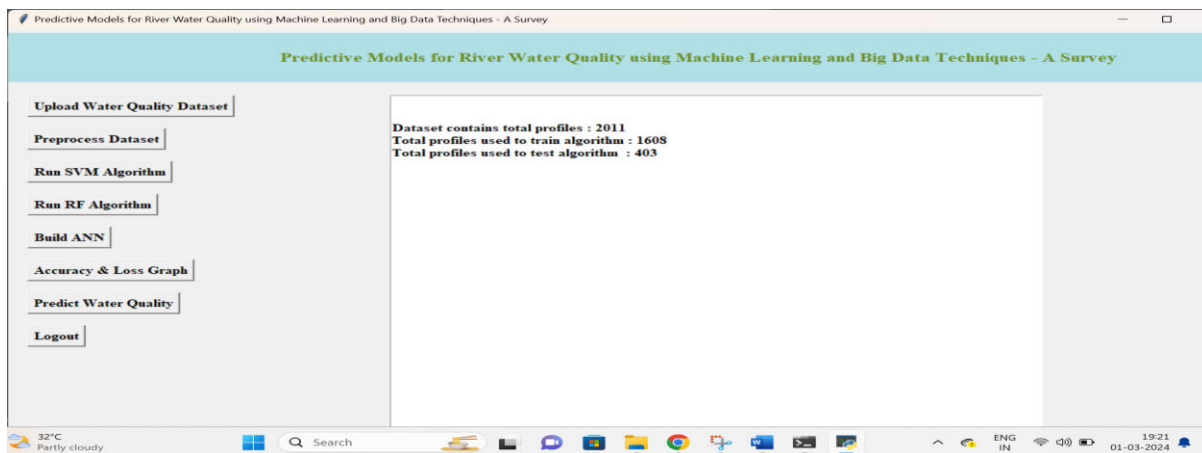 Predictive Models for River Water Quality using Machine Learning and Big Data Techniques - A Survey
Predictive Models for River Water Quality using Machine Learning and Big Data Techniques - A Survey
Upload Water Quality Dataset
Preprocess Dataset
Run SVM Algorithm
Run RF Algorithm
Build ANN
Accuracy & Loss Graph
Predict Water Quality
Logout
Dataset contains total profiles : 2011
Total profiles used to train algorithm : 1608
Total profiles used to test algorithm : 403
32°C
Partly cloudy
Search
ENG
IN
19:21
01-03-2024